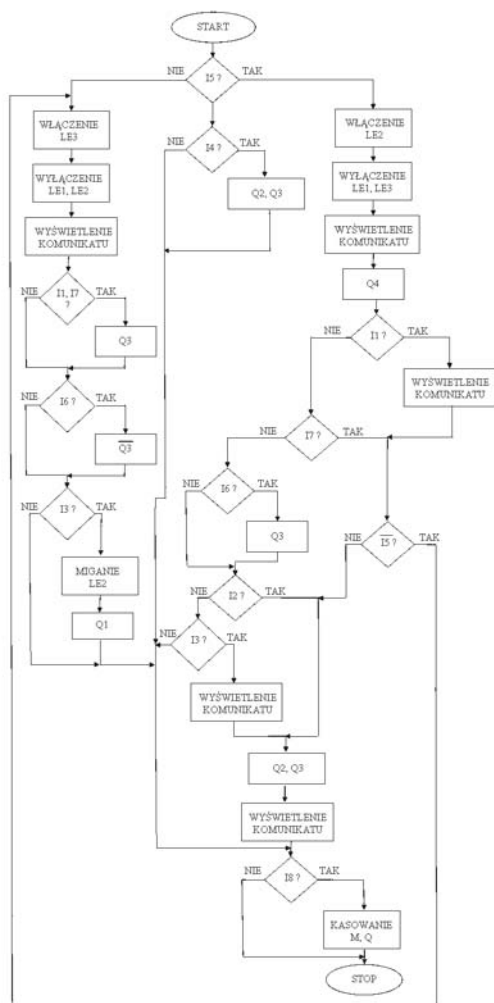 START
NIE
I5 ?
TAK
WŁĄCZENIE
LE3
NIE
I4 ?
TAK
WŁĄCZENIE
LE2
WYŁĄCZENIE
LE1, LE2
Q2, Q3
WYŁĄCZENIE
LE1, LE3
WYŚWIETLENIE
KOMUNIKATU
WYŚWIETLENIE
KOMUNIKATU
NIE
I1, I7
?
TAK
Q4
Q3
NIE
I1 ?
TAK
NIE
I6 ?
TAK
WYŚWIETLENIE
KOMUNIKATU
Q3
NIE
I7 ?
TAK
NIE
I3 ?
TAK
NIE
I6 ?
TAK
Q3
NIE
I5 ?
TAK
MIGANIE
LE2
NIE
I2 ?
TAK
Q1
NIE
I3 ?
TAK
WYŚWIETLENIE
KOMUNIKATU
Q2, Q3
WYŚWIETLENIE
KOMUNIKATU
NIE
I8 ?
TAK
KASOWANIE
M, Q
STOP